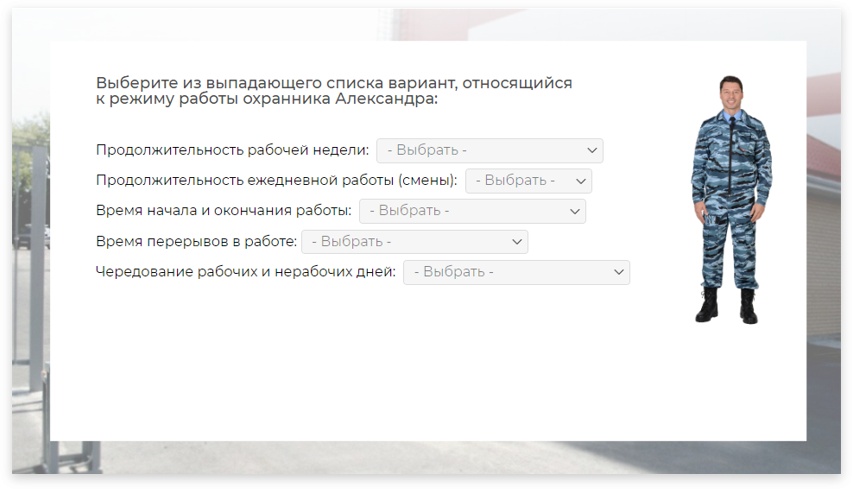 Выберите из выпадающего списка вариант, относящийся
к режиму работы охранника Александра:
Продолжительность рабочей недели: - Выбрать -
Продолжительность ежедневной работы (смены): - Выбрать -
Время начала и окончания работы: - Выбрать -
Время перерывов в работе: - Выбрать -
Чередование рабочих и нерабочих дней: - Выбрать -